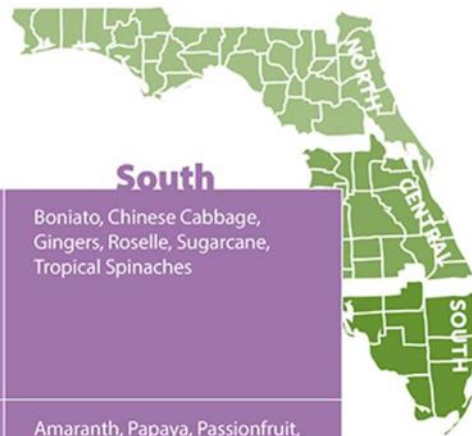 NORTH
South
CENTRAL
Boniato, Chinese Cabbage,
Gingers, Roselle, Sugarcane,
Tropical Spinaches
SOUTH
Amaranth, Papaya, Passionfruit,